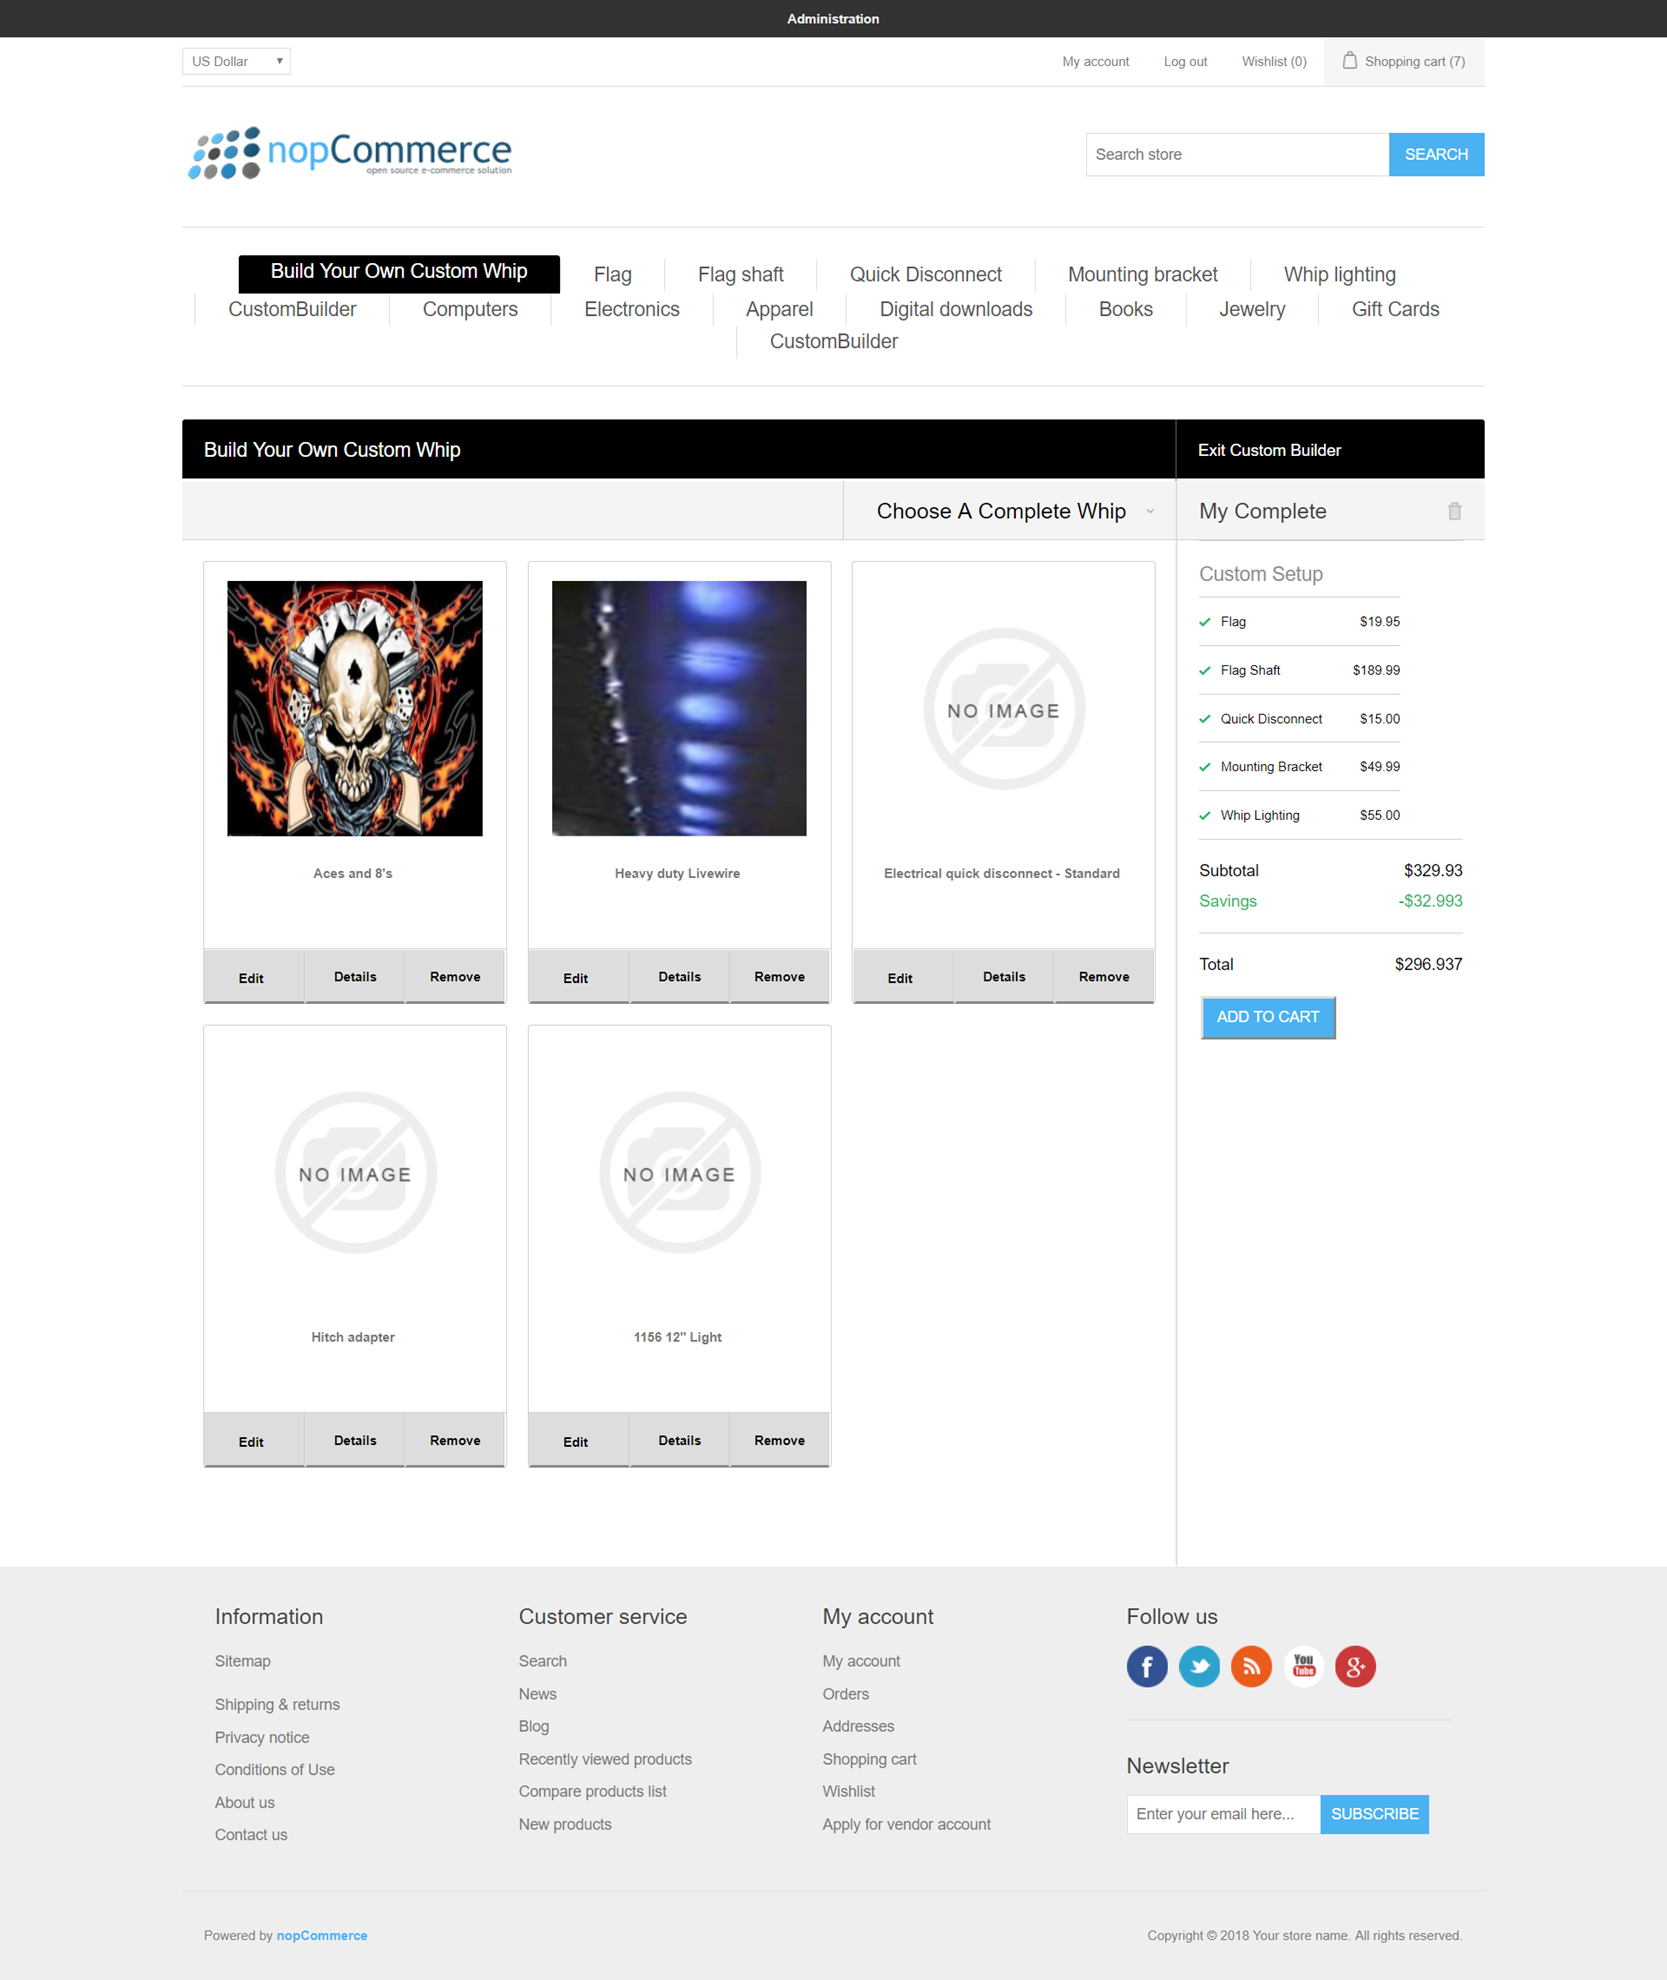 Administration
US Dollar
My account
Log out
Wishlist (0)
Shopping cart (7)
nopCommerce
open source e-commerce solution
Search store
SEARCH
Build Your Own Custom Whip
Flag
Flag shaft
Quick Disconnect
Mounting bracket
Whip lighting
CustomBuilder
Computers
Electronics
Apparel
Digital downloads
Books
Jewelry
Gift Cards
CustomBuilder
Build Your Own Custom Whip
Exit Custom Builder
Choose A Complete Whip
My Complete
Custom Setup
Flag $19.95
Flag Shaft $189.99
Quick Disconnect $15.00
Mounting Bracket $49.99
Whip Lighting $55.00
Subtotal $329.93
Savings -$32.993
Total $296.937
ADD TO CART
NO IMAGE
Aces and 8's
Heavy duty Livewire
Electrical quick disconnect - Standard
Edit Details Remove
Edit Details Remove
Edit Details Remove
NO IMAGE
NO IMAGE
Hitch adapter
1156 12" Light
Edit Details Remove
Edit Details Remove
Information
Sitemap
Shipping & returns
Privacy notice
Conditions of Use
About us
Contact us
Customer service
Search
News
Blog
Recently viewed products
Compare products list
New products
My account
My account
Orders
Addresses
Shopping cart
Wishlist
Apply for vendor account
Follow us
f
You
Tube
g+
Newsletter
Enter your email here...
SUBSCRIBE
Powered by nopCommerce
Copyright © 2018 Your store name. All rights reserved.